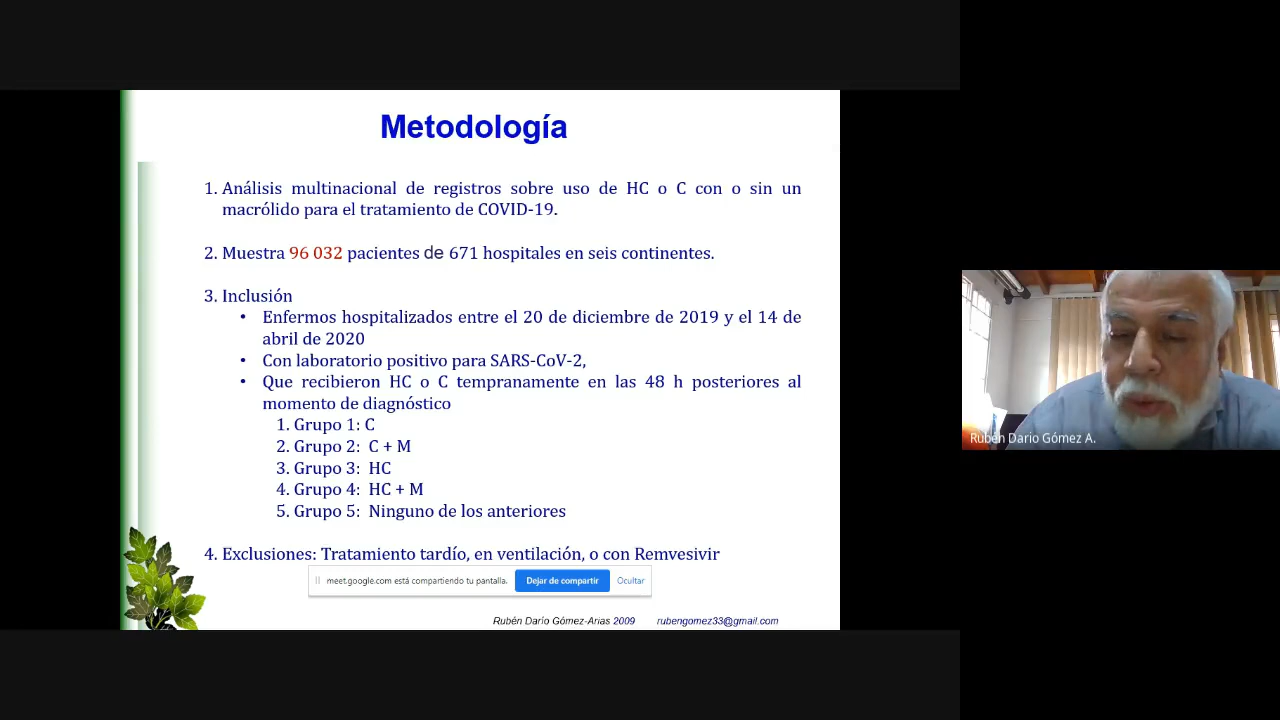 Metodología
1. Análisis multinacional de registros sobre uso de HC o C con o sin un
macrólido para el tratamiento de COVID-19.
2. Muestra 96 032 pacientes de 671 hospitales en seis continentes.
3. Inclusión
• Enfermos hospitalizados entre el 20 de diciembre de 2019 y el 14 de
abril de 2020
• Con laboratorio positivo para SARS-CoV-2,
• Que recibieron HC o C tempranamente en las 48 h posteriores al
momento de diagnóstico
1. Grupo 1: C
2. Grupo 2: C + M
3. Grupo 3: HC
4. Grupo 4: HC + M
5. Grupo 5: Ninguno de los anteriores
4. Exclusiones: Tratamiento tardío, en ventilación, o con Remvesivir
meet.google.com está compartiendo tu pantalla. Dejar de compartir Ocultar
Rubén Darío Gómez-Arias 2009 rubengomez33@gmail.com
Rubén Dario Gómez A.